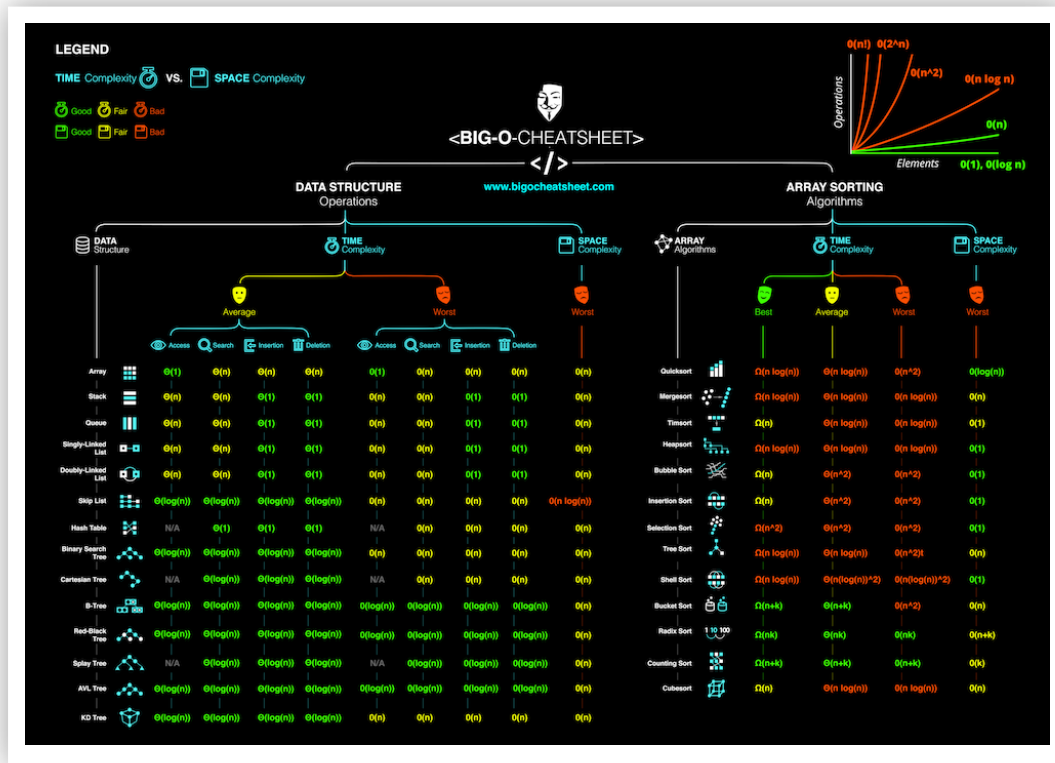 LEGEND
TIME Complexity VS. SPACE Complexity
Good Fair Bad
Good Fair Bad
<BIG-O-CHEATSHEET>
</>
www.bigocheatsheet.com
0(n!) 0(2^n)
0(n^2)
0(n log n)
0(n)
0(1), 0(log n)
Operations
Elements
DATA STRUCTURE
Operations
DATA
Structure
TIME
Complexity
SPACE
Complexity
Average
Worst
Worst
Access Search Insertion Deletion Access Search Insertion Deletion
Array Θ(1) Θ(n) Θ(n) Θ(n) 0(1) 0(n) 0(n) 0(n) 0(n)
Stack Θ(n) Θ(n) Θ(1) Θ(1) 0(n) 0(n) 0(1) 0(1) 0(n)
Queue Θ(n) Θ(n) Θ(1) Θ(1) 0(n) 0(n) 0(1) 0(1) 0(n)
Singly-Linked
List Θ(n) Θ(n) Θ(1) Θ(1) 0(n) 0(n) 0(1) 0(1) 0(n)
Doubly-Linked
List Θ(n) Θ(n) Θ(1) Θ(1) 0(n) 0(n) 0(1) 0(1) 0(n)
Skip List Θ(log(n)) Θ(log(n)) Θ(log(n)) Θ(log(n)) 0(n) 0(n) 0(n) 0(n) 0(n log(n))
Hash Table N/A Θ(1) Θ(1) Θ(1) N/A 0(n) 0(n) 0(n) 0(n)
Binary Search
Tree Θ(log(n)) Θ(log(n)) Θ(log(n)) Θ(log(n)) 0(n) 0(n) 0(n) 0(n) 0(n)
Cartesian Tree N/A Θ(log(n)) Θ(log(n)) Θ(log(n)) N/A 0(n) 0(n) 0(n) 0(n)
B-Tree Θ(log(n)) Θ(log(n)) Θ(log(n)) Θ(log(n)) 0(log(n)) 0(log(n)) 0(log(n)) 0(log(n)) 0(n)
Red-Black
Tree Θ(log(n)) Θ(log(n)) Θ(log(n)) Θ(log(n)) 0(log(n)) 0(log(n)) 0(log(n)) 0(log(n)) 0(n)
Splay Tree N/A Θ(log(n)) Θ(log(n)) Θ(log(n)) N/A 0(log(n)) 0(log(n)) 0(log(n)) 0(n)
AVL Tree Θ(log(n)) Θ(log(n)) Θ(log(n)) Θ(log(n)) 0(log(n)) 0(log(n)) 0(log(n)) 0(log(n)) 0(n)
KD Tree Θ(log(n)) Θ(log(n)) Θ(log(n)) Θ(log(n)) 0(n) 0(n) 0(n) 0(n) 0(n)
ARRAY SORTING
Algorithms
ARRAY
Algorithms
TIME
Complexity
SPACE
Complexity
Best Average Worst Worst
Quicksort Ω(n log(n)) Θ(n log(n)) 0(n^2) 0(log(n))
Mergesort Ω(n log(n)) Θ(n log(n)) 0(n log(n)) 0(n)
Timsort Ω(n) Θ(n log(n)) 0(n log(n)) 0(1)
Heapsort Ω(n log(n)) Θ(n log(n)) 0(n log(n)) 0(1)
Bubble Sort Ω(n) Θ(n^2) 0(n^2) 0(1)
Insertion Sort Ω(n) Θ(n^2) 0(n^2) 0(1)
Selection Sort Ω(n^2) Θ(n^2) 0(n^2) 0(1)
Tree Sort Ω(n log(n)) Θ(n log(n)) 0(n^2)t 0(n)
Shell Sort Ω(n log(n)) Θ(n(log(n))^2) 0(n(log(n))^2) 0(1)
Bucket Sort Ω(n+k) Θ(n+k) 0(n^2) 0(n)
Radix Sort 1 10 100 Ω(nk) Θ(nk) 0(nk) 0(n+k)
Counting Sort Ω(n+k) Θ(n+k) 0(n+k) 0(k)
Cubesort Ω(n) Θ(n log(n)) 0(n log(n)) 0(n)